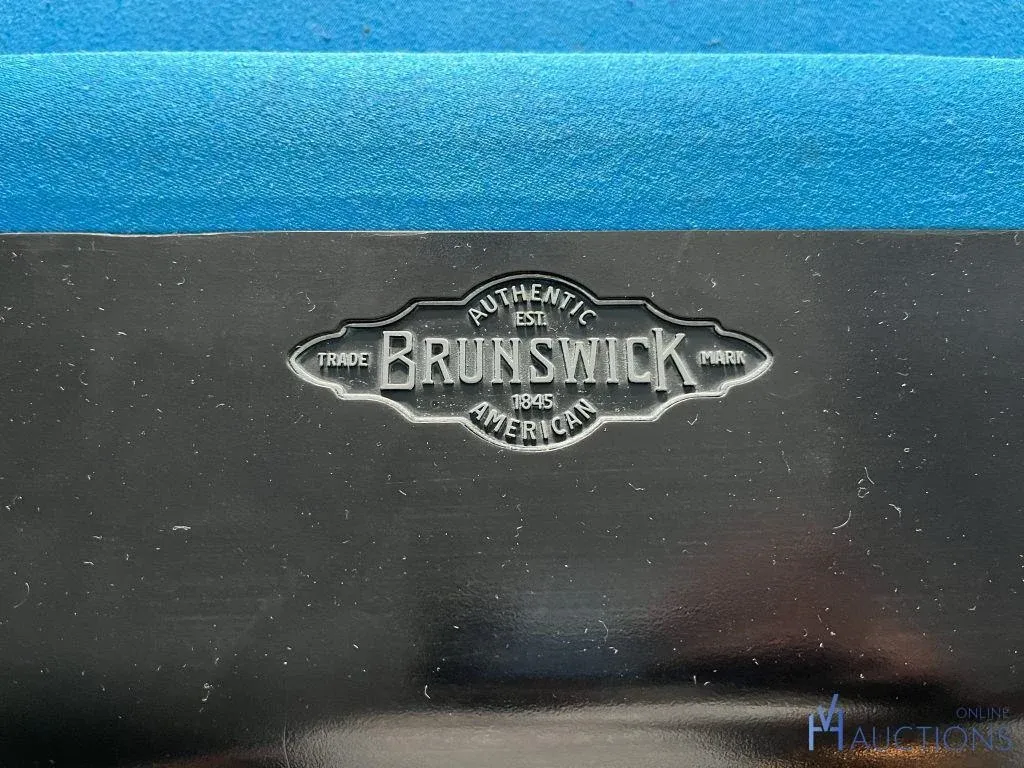 AUTHENTIC
EST.
TRADE BRUNSWICK MARK
1845
AMERICAN
ONLINE
AUCTIONS